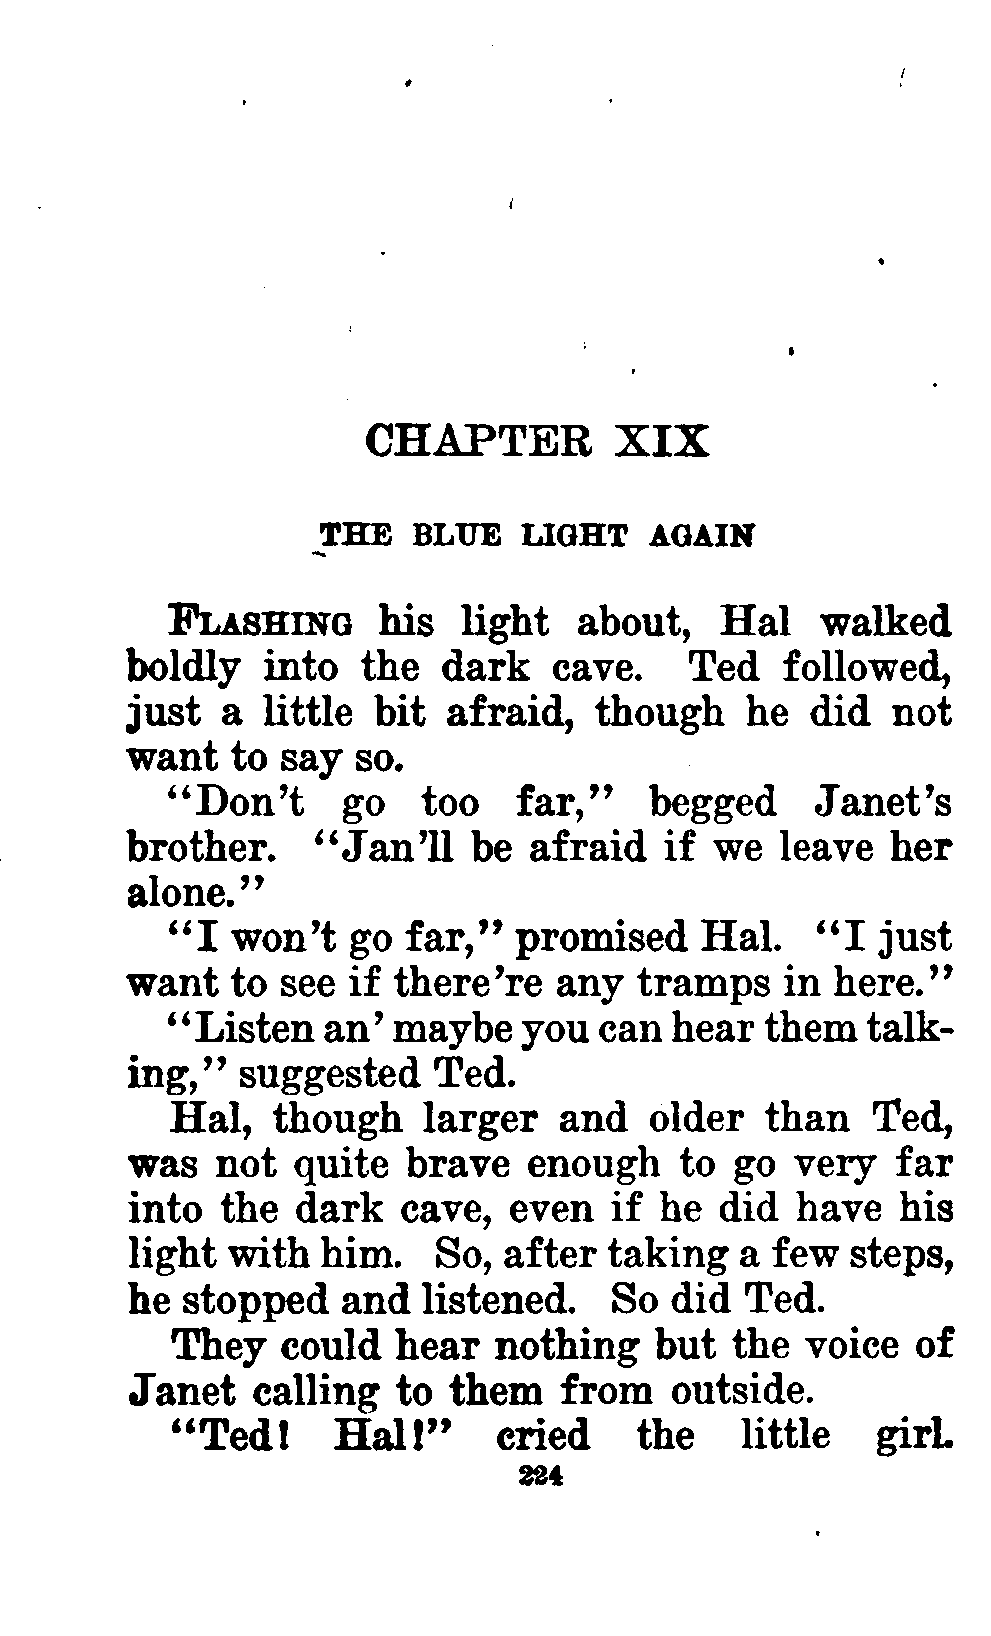 CHAPTER XIX
THE BLUE LIGHT AGAIN
FLASHING his light about, Hal walked
boldly into the dark cave. Ted followed,
just a little bit afraid, though he did not
want to say so.
"Don't go too far," begged Janet's
brother. "Jan'll be afraid if we leave her
alone."
"I won't go far," promised Hal. "I just
want to see if there're any tramps in here."
"Listen an' maybe you can hear them talk-
ing," suggested Ted.
Hal, though larger and older than Ted,
was not quite brave enough to go very far
into the dark cave, even if he did have his
light with him. So, after taking a few steps,
he stopped and listened. So did Ted.
They could hear nothing but the voice of
Janet calling to them from outside.
"Ted! Hal!" cried the little girl.
224